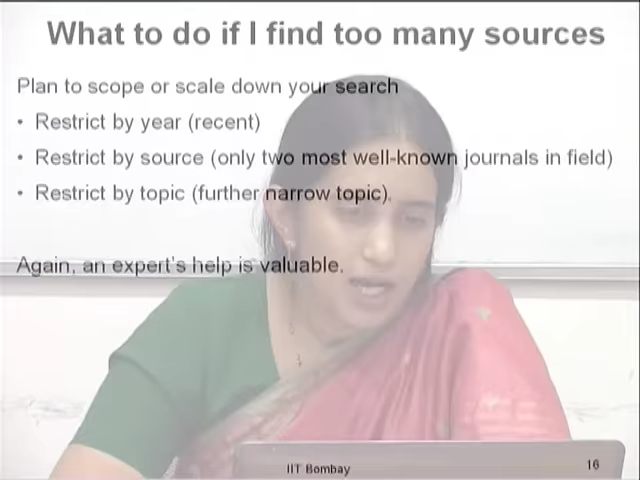 What to do if I find too many sources
Plan to scope or scale down your search
• Restrict by year (recent)
• Restrict by source (only two most well-known journals in field)
• Restrict by topic (further narrow topic).
Again, an expert's help is valuable.
IIT Bombay
16